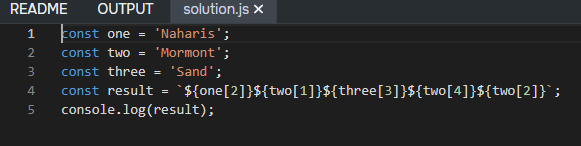 README OUTPUT solution.js ×
1 const one = 'Naharis';
2 const two = 'Mormont';
3 const three = 'Sand';
4 const result = `${one[2]}${two[1]}${three[3]}${two[4]}${two[2]}`;
5 console.log(result);